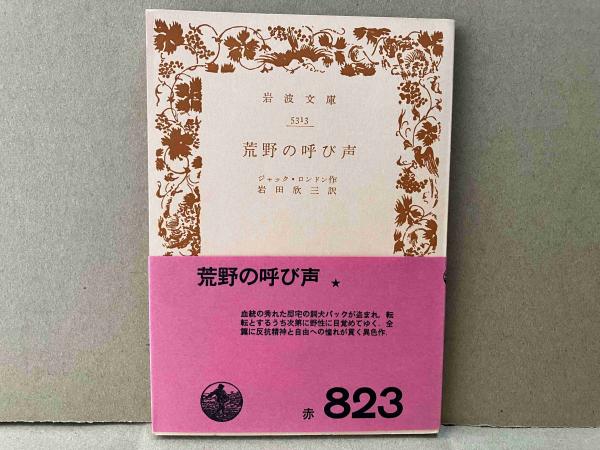 岩波文庫
5313
荒野の呼び声
ジャック・ロンドン作
岩田欣三訳
荒野の呼び声 ★
血統の秀れた邸宅の飼犬バックが盗まれ，転
転とするうち次第に野性に目覚めてゆく．全
篇に反抗精神と自由への憧れが貫く異色作．
赤 823